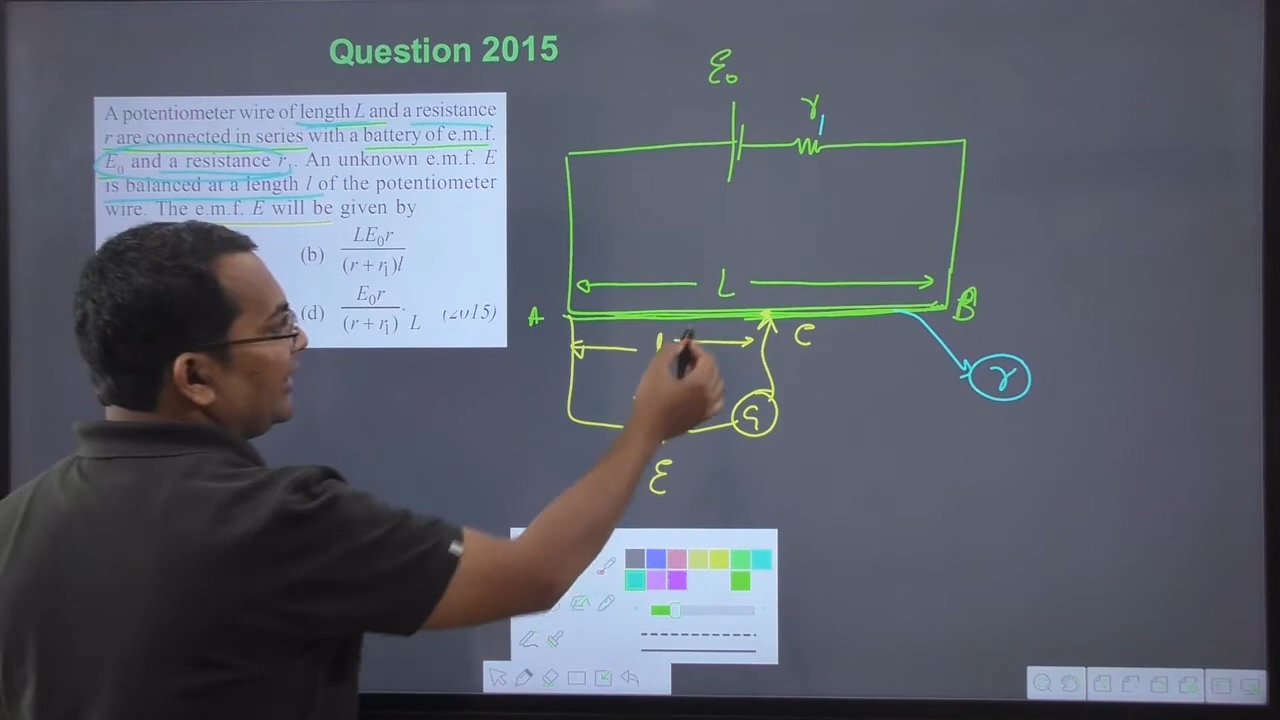 Question 2015
A potentiometer wire of length L and a resistance
r are connected in series with a battery of e.m.f.
E₀ and a resistance r₁. An unknown e.m.f. E
is balanced at a length l of the potentiometer
wire. The e.m.f. E will be given by
(b) LE₀r / (r + r₁)l
(d) E₀r / (r + r₁) · L (2015)
ℰ₀
r₁
L
A
B
C
r
G
ℰ